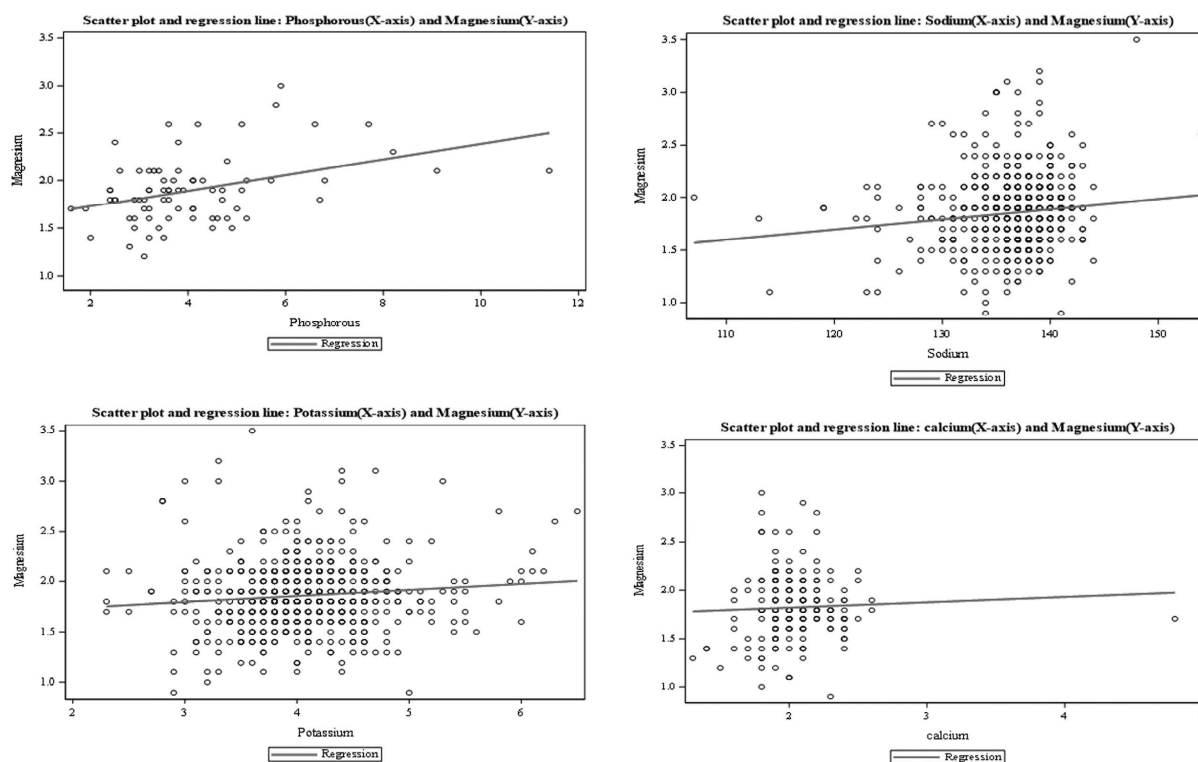 Scatter plot and regression line: Phosphorous(X-axis) and Magnesium(Y-axis)
3.5
3.0
2.5
2.0
1.5
1.0
Magnesium
2 4 6 8 10 12
Phosphorous
Regression
Scatter plot and regression line: Sodium(X-axis) and Magnesium(Y-axis)
3.5
3.0
2.5
2.0
1.5
1.0
Magnesium
110 120 130 140 150
Sodium
Regression
Scatter plot and regression line: Potassium(X-axis) and Magnesium(Y-axis)
3.5
3.0
2.5
2.0
1.5
1.0
Magnesium
2 3 4 5 6
Potassium
Regression
Scatter plot and regression line: calcium(X-axis) and Magnesium(Y-axis)
3.5
3.0
2.5
2.0
1.5
1.0
Magnesium
2 3 4
calcium
Regression